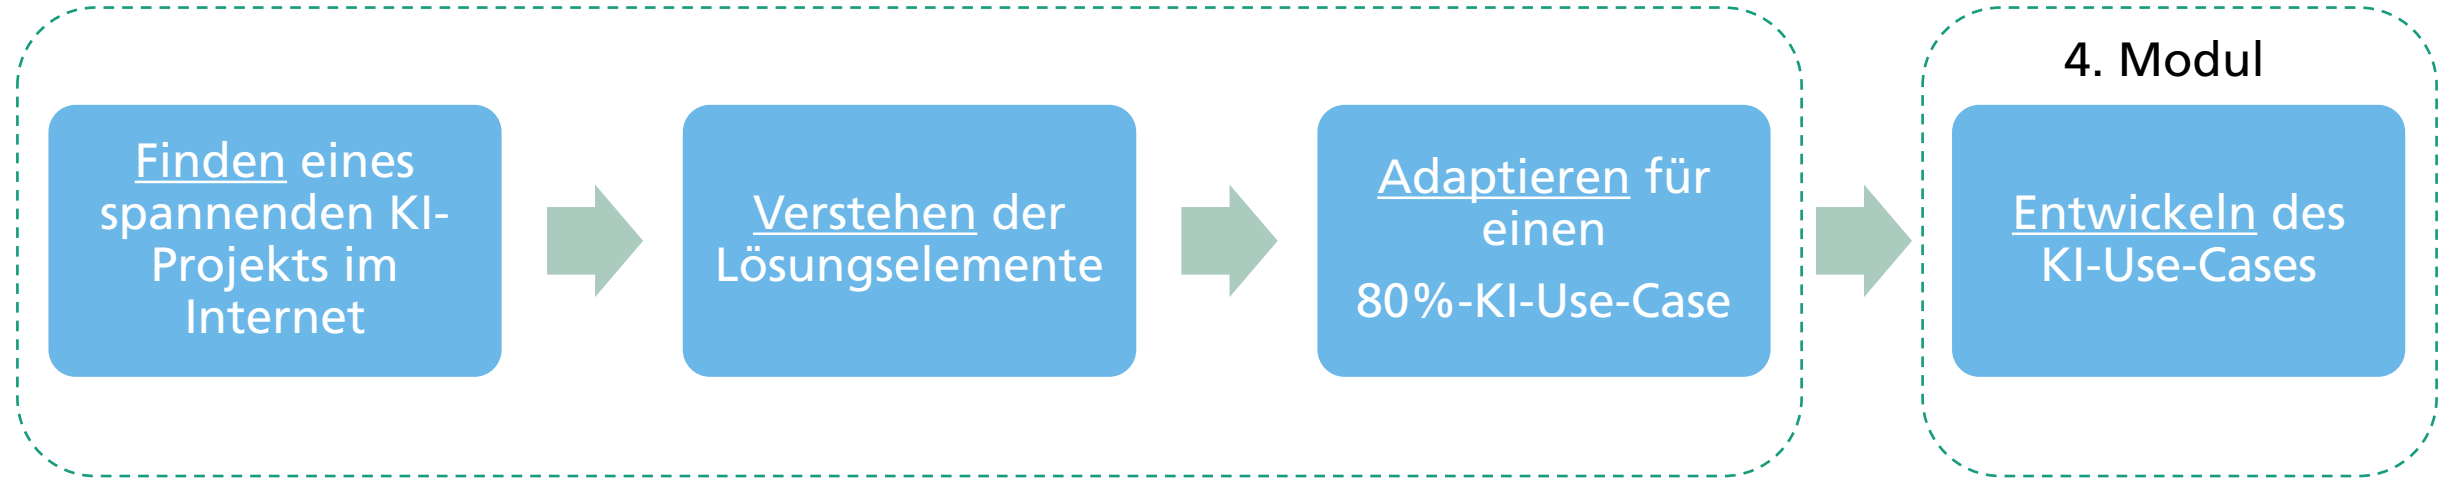 4. Modul
Finden eines
spannenden KI-
Projekts im
Internet
Verstehen der
Lösungselemente
Adaptieren für
einen
80%-KI-Use-Case
Entwickeln des
KI-Use-Cases